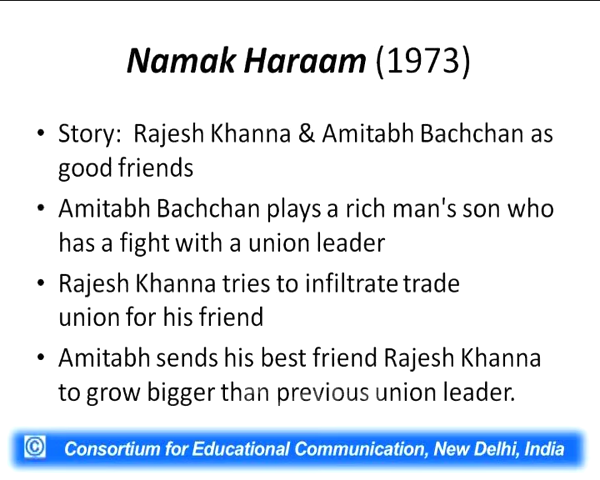 Namak Haraam (1973)
• Story: Rajesh Khanna & Amitabh Bachchan as
good friends
• Amitabh Bachchan plays a rich man's son who
has a fight with a union leader
• Rajesh Khanna tries to infiltrate trade
union for his friend
• Amitabh sends his best friend Rajesh Khanna
to grow bigger than previous union leader.
© Consortium for Educational Communication, New Delhi, India